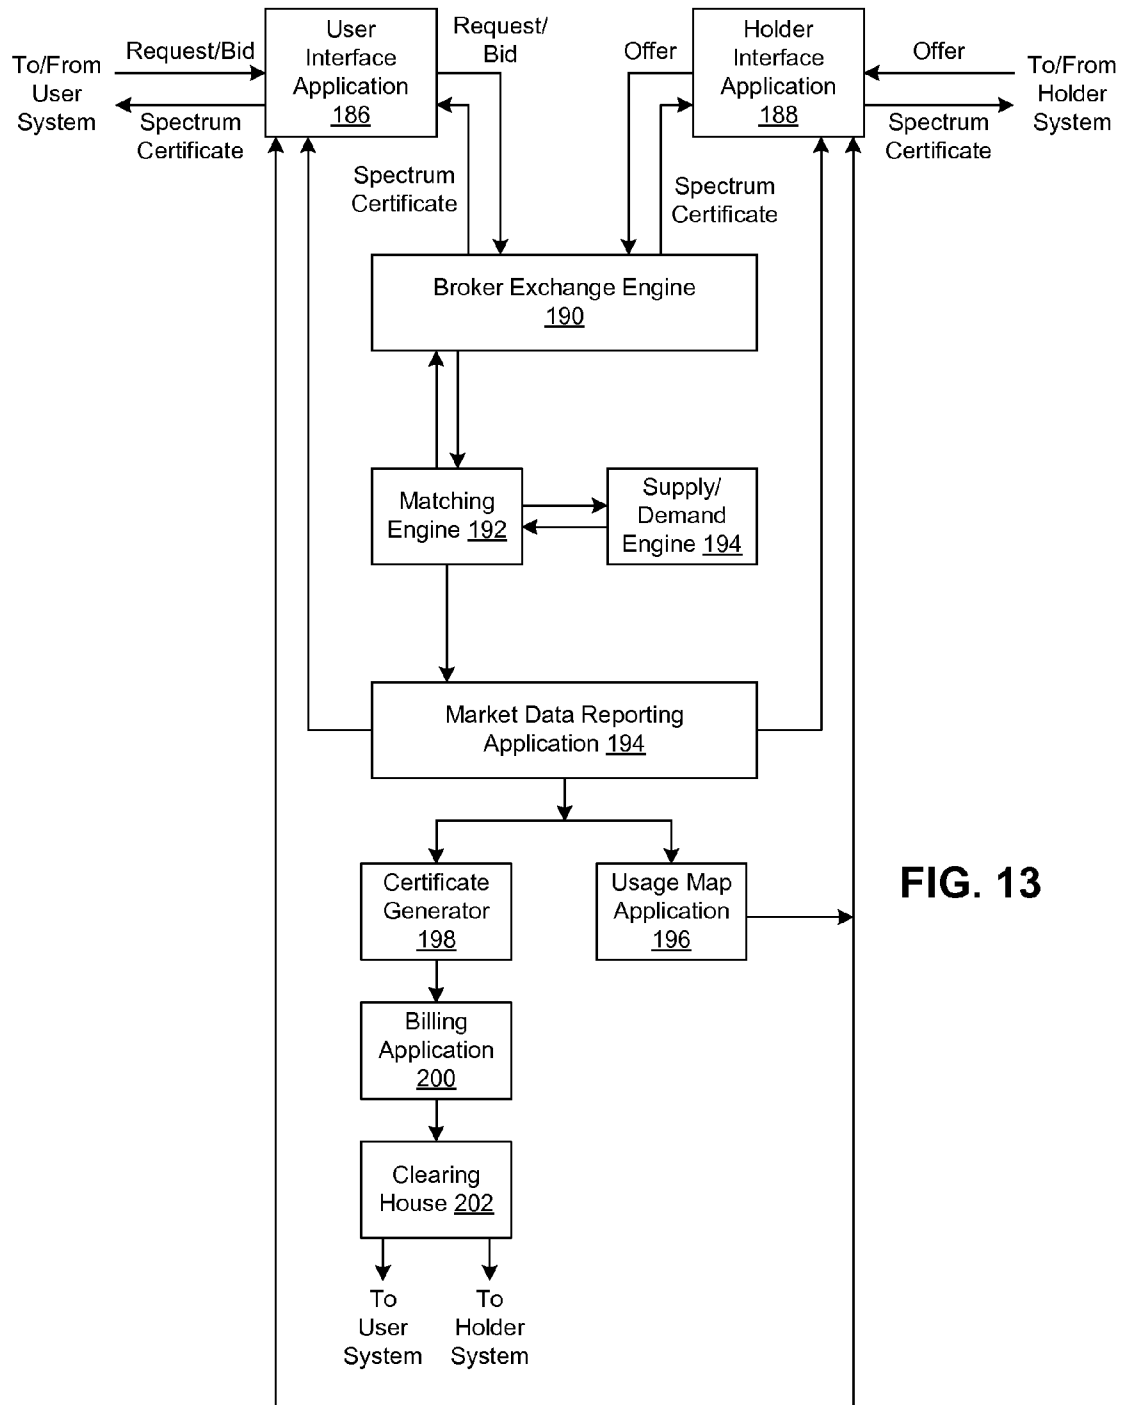 To/From
User
System
Request/Bid
Spectrum
Certificate
User
Interface
Application
186
Request/
Bid
Spectrum
Certificate
Offer
Spectrum
Certificate
Holder
Interface
Application
188
Offer
Spectrum
Certificate
To/From
Holder
System
Broker Exchange Engine
190
Matching
Engine 192
Supply/
Demand
Engine 194
Market Data Reporting
Application 194
Certificate
Generator
198
Usage Map
Application
196
FIG. 13
Billing
Application
200
Clearing
House 202
To
User
System
To
Holder
System